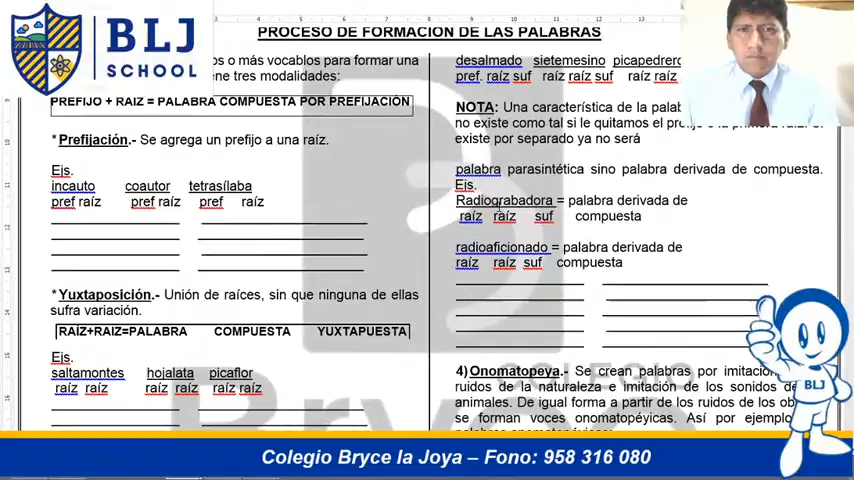 BLJ
SCHOOL
PROCESO DE FORMACION DE LAS PALABRAS
os o más vocablos para formar una
ene tres modalidades:
PREFIJO + RAIZ = PALABRA COMPUESTA POR PREFIJACIÓN
*Prefijación.- Se agrega un prefijo a una raíz.
Ejs.
incauto coautor tetrasílaba
pref raíz pref raíz pref raíz
*Yuxtaposición.- Unión de raíces, sin que ninguna de ellas
sufra variación.
RAÍZ+RAIZ=PALABRA COMPUESTA YUXTAPUESTA
Ejs.
saltamontes hojalata picaflor
raíz raíz raíz raíz raíz raíz
desalmado sietemesino picapedrero
pref. raíz suf raíz raíz suf raíz raíz
NOTA: Una característica de la palab
no existe como tal si le quitamos el prefijo o la primera raíz. Si
existe por separado ya no será
palabra parasintética sino palabra derivada de compuesta.
Ejs.
Radiograbadora = palabra derivada de
raíz raíz suf compuesta
radioaficionado = palabra derivada de
raíz raíz suf compuesta
4) Onomatopeya.- Se crean palabras por imitación
ruidos de la naturaleza e imitación de los sonidos de
animales. De igual forma a partir de los ruidos de los ob
se forman voces onomatopéyicas. Así por ejemplo
COLEGIO
Bryce
BLJ
Colegio Bryce la Joya – Fono: 958 316 080